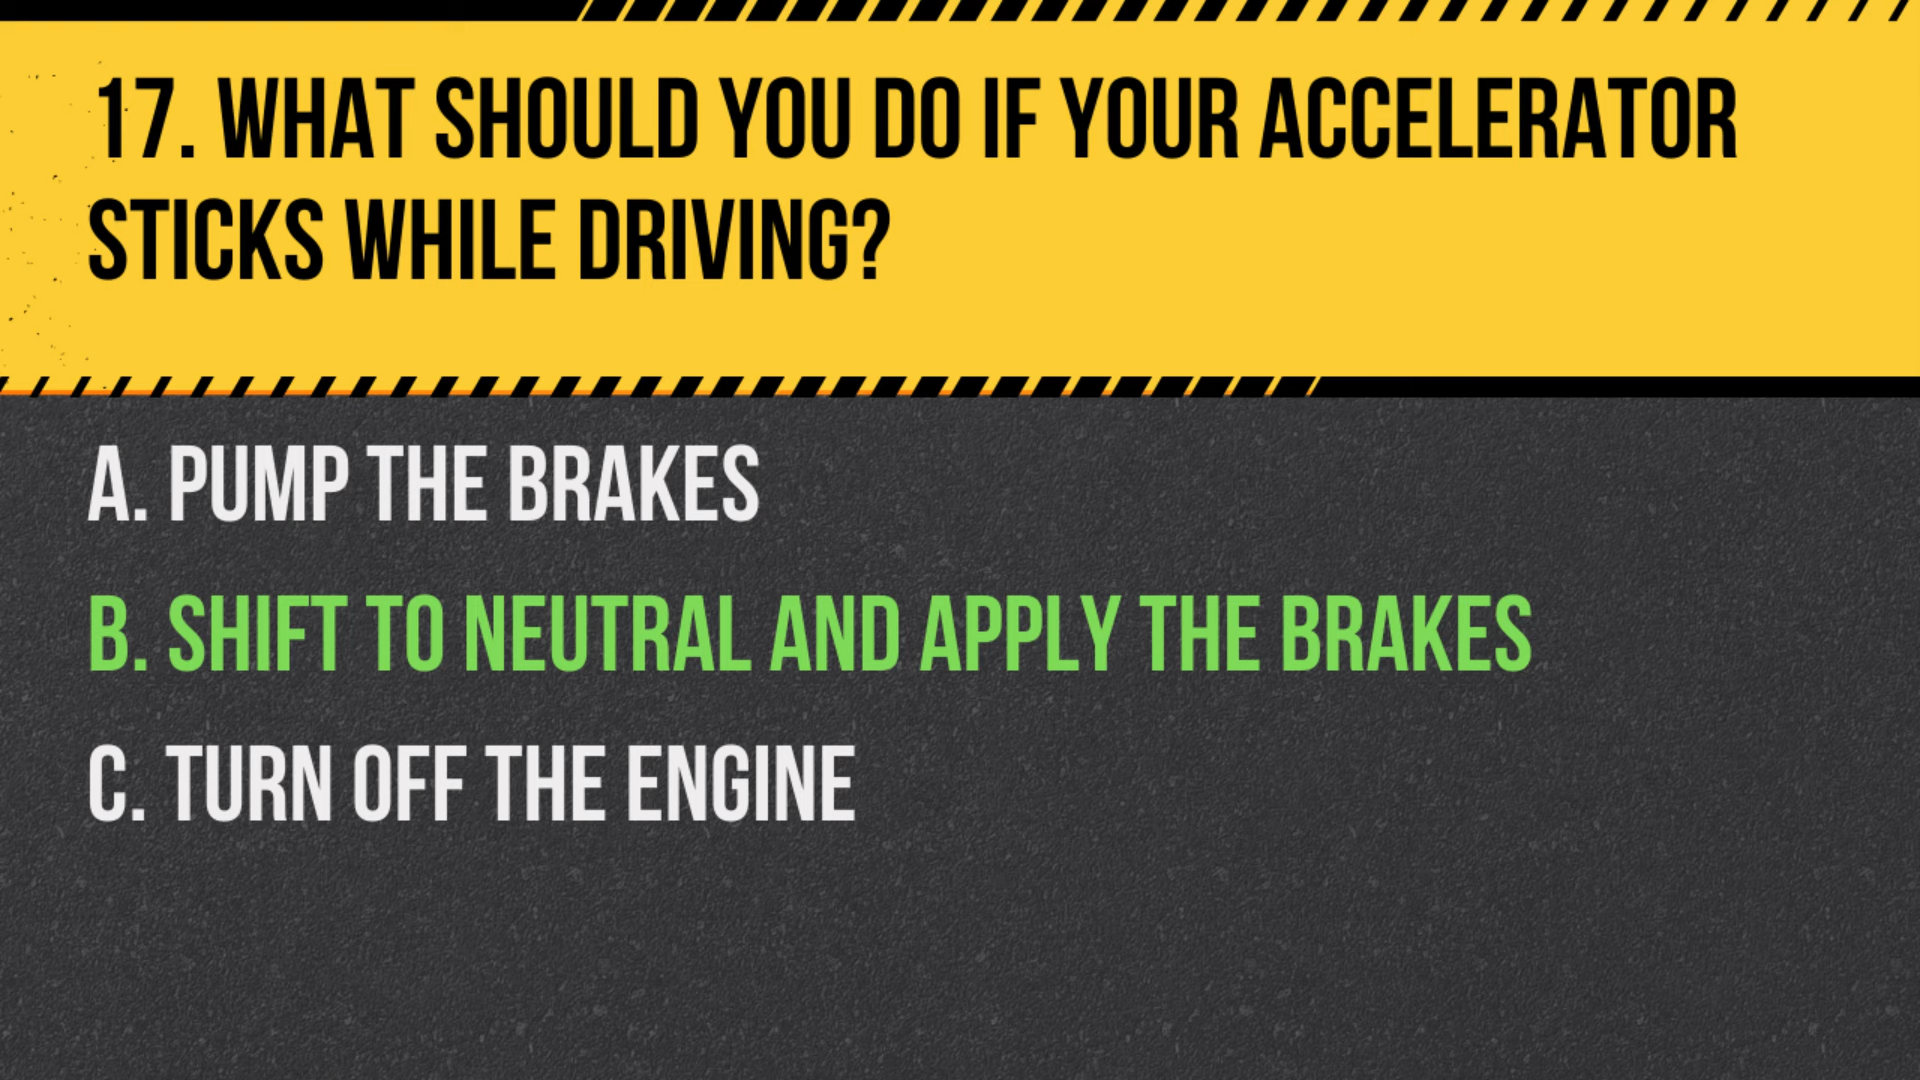 17. WHAT SHOULD YOU DO IF YOUR ACCELERATOR
STICKS WHILE DRIVING?
A. PUMP THE BRAKES
B. SHIFT TO NEUTRAL AND APPLY THE BRAKES
C. TURN OFF THE ENGINE